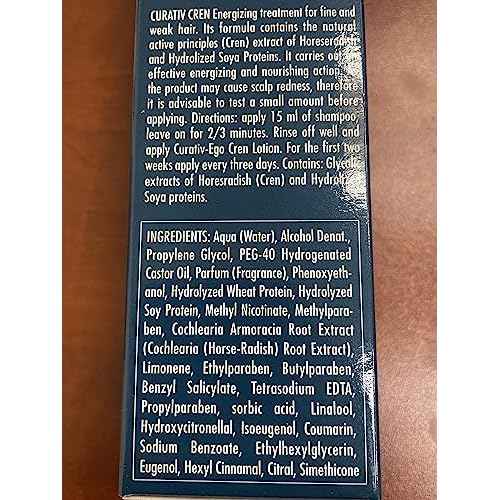 CURATIV CREN Energizing treatment for fine and
weak hair. Its formula contains the natural
active principles (Cren) extract of Horeseradish
and Hydrolized Soya Proteins. It carries out
effective energizing and nourishing action.
the product may cause scalp redness, therefore
it is advisable to test a small amount before
applying. Directions: apply 15 ml of shampoo,
leave on for 2/3 minutes. Rinse off well and
apply Curativ-Ego Cren Lotion. For the first two
weeks apply every three days. Contains:
extracts of Horesradish (Cren) and
Soya proteins.
INGREDIENTS: Aqua (Water), Alcohol Denat.,
Propylene Glycol, PEG-40 Hydrogenated
Castor Oil, Parfum (Fragrance), Phenoxyeth-
anol, Hydrolyzed Wheat Protein, Hydrolyzed
Soy Protein, Methyl Nicotinate, Methylpara-
ben, Cochlearia Armoracia Root Extract
(Cochlearia (Horse-Radish) Root Extract),
Limonene, Ethylparaben, Butylparaben,
Benzyl Salicylate, Tetrasodium EDTA,
Propylparaben, sorbic acid, Linalool,
Hydroxycitronellal, Isoeugenol, Coumarin,
Sodium Benzoate, Ethylhexylglycerin,
Eugenol, Hexyl Cinnamal, Citral, Simethicone